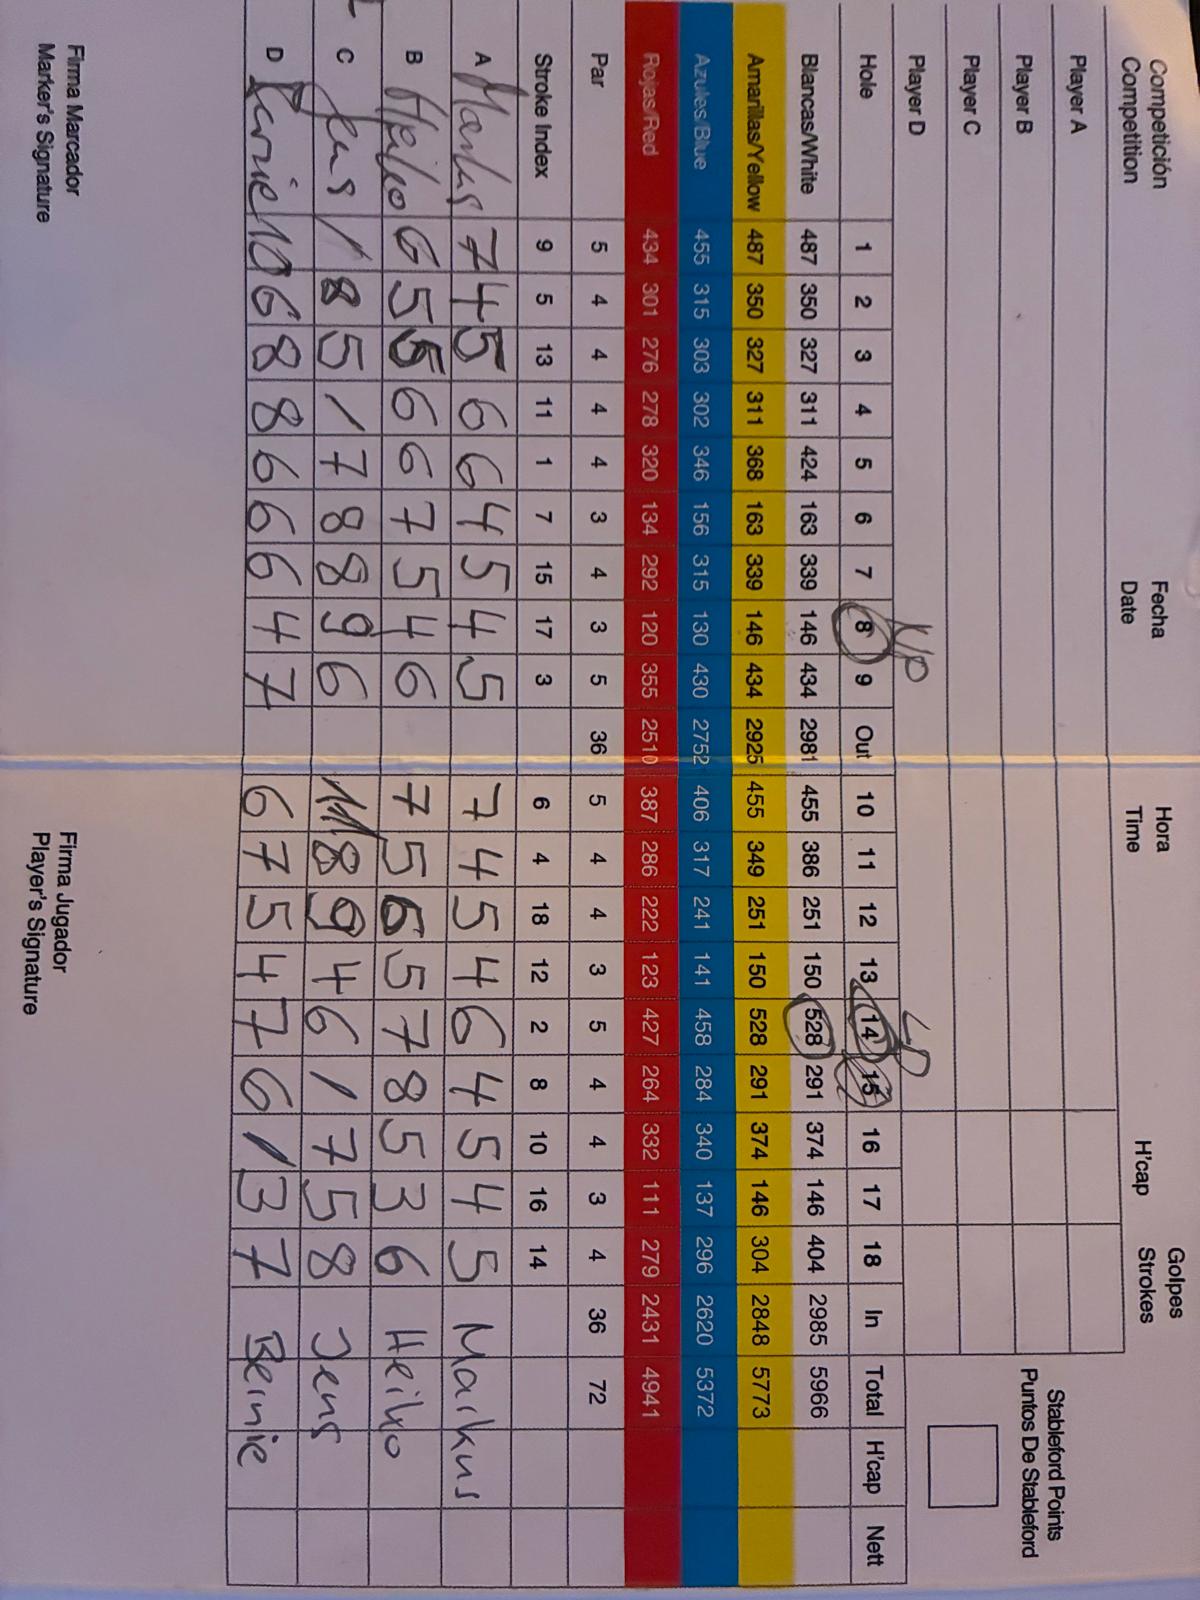 Competición Fecha Hora H'cap Golpes Stableford Points
Competition Date Time Strokes Puntos De Stableford
Player A
Player B
Player C
Player D N/P LD
Hole 1 2 3 4 5 6 7 8 9 Out 10 11 12 13 14 15 16 17 18 In Total H'cap Nett
Blancas/White 487 350 327 311 424 163 339 146 434 2981 455 386 251 150 528 291 374 146 404 2985 5966
Amarillas/Yellow 487 350 327 311 368 163 339 146 434 2925 455 349 251 150 528 291 374 146 304 2848 5773
Azules/Blue 455 315 303 302 346 156 315 130 430 2752 406 317 241 141 458 284 340 137 296 2620 5372
Rojas/Red 434 301 276 278 320 134 292 120 355 2510 387 286 222 123 427 264 332 111 279 2431 4941
Par 5 4 4 4 4 3 4 3 5 36 5 4 4 3 5 4 4 3 4 36 72
Stroke Index 9 5 13 11 1 7 15 17 3 6 4 18 12 2 8 10 16 14
A Markus 7 4 5 6 6 4 5 4 5 7 4 5 4 6 4 5 4 5 Markus
B Heiko 6 5 5 6 6 7 5 4 6 7 5 6 5 7 8 5 3 6 Heiko
C Jens / 8 5 / 7 8 8 9 6 11 8 9 4 6 / 7 5 8 Jens
D Bernie 10 6 8 8 6 6 6 4 7 6 7 5 4 7 6 / 3 7 Bernie
Firma Marcador Firma Jugador
Marker's Signature Player's Signature